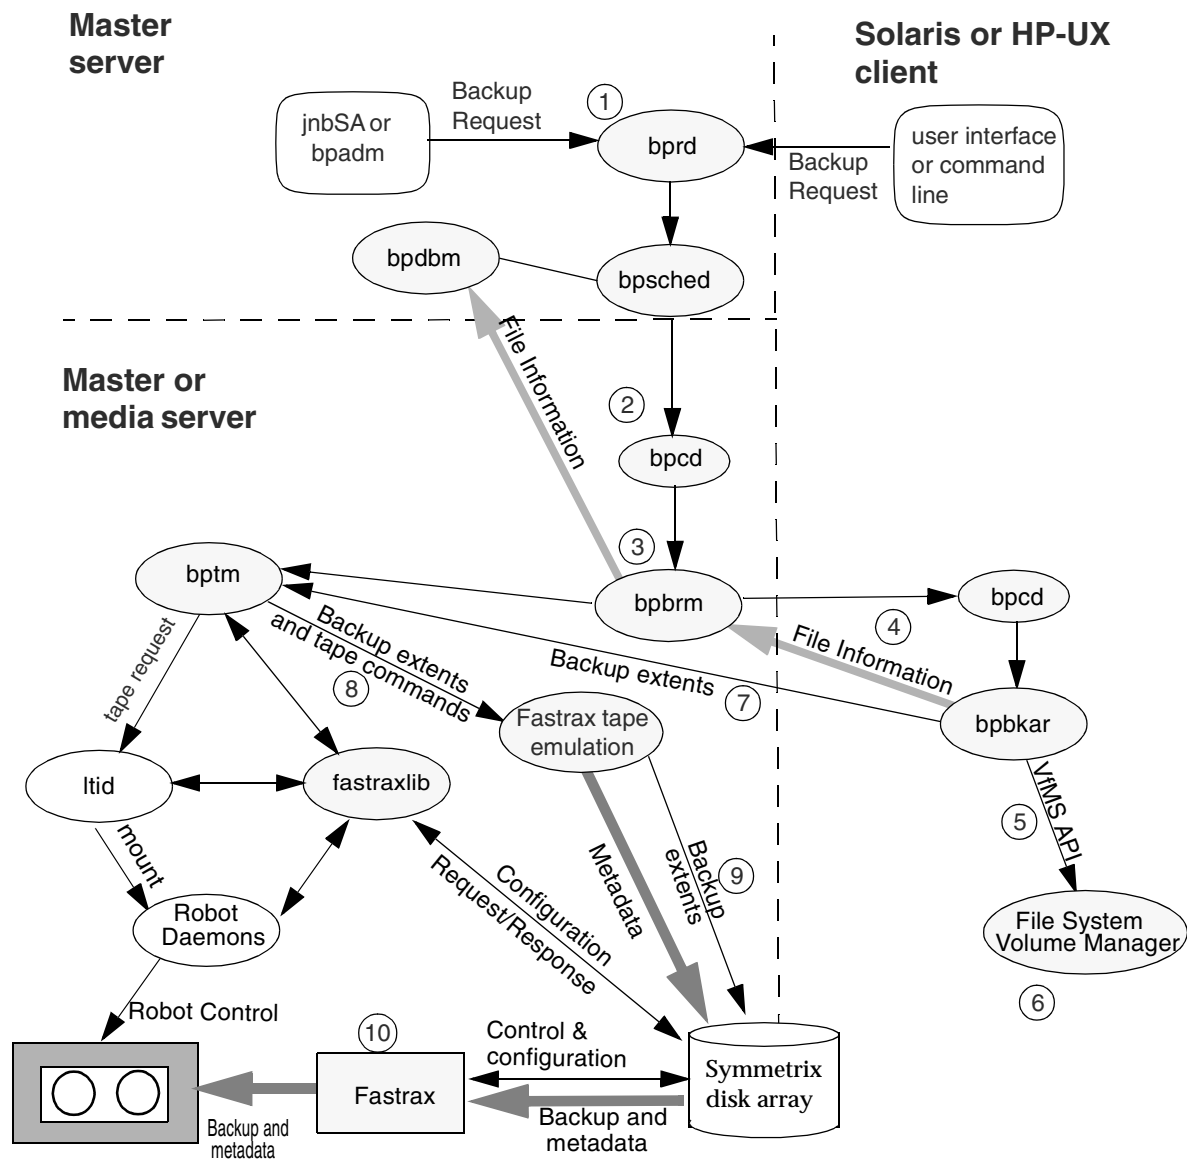 Master
server
Solaris or HP-UX
client
Backup
Request
1
jnbSA or
bpadm
bprd
user interface
or command
line
Backup
Request
bpdbm
bpsched
File Information
Master or
media server
2
bpcd
3
bptm
bpbrm
bpcd
4
File Information
tape request
Backup extents
and tape commands
8
Backup extents
7
Fastrax tape
emulation
bpbkar
ltid
fastraxlib
VfMS API
5
mount
Configuration
Request/Response
Metadata
Backup
extents
9
Robot
Daemons
File System
Volume Manager
6
Robot Control
10
Control &
configuration
Symmetrix
disk array
Fastrax
Backup and
metadata
Backup and
metadata